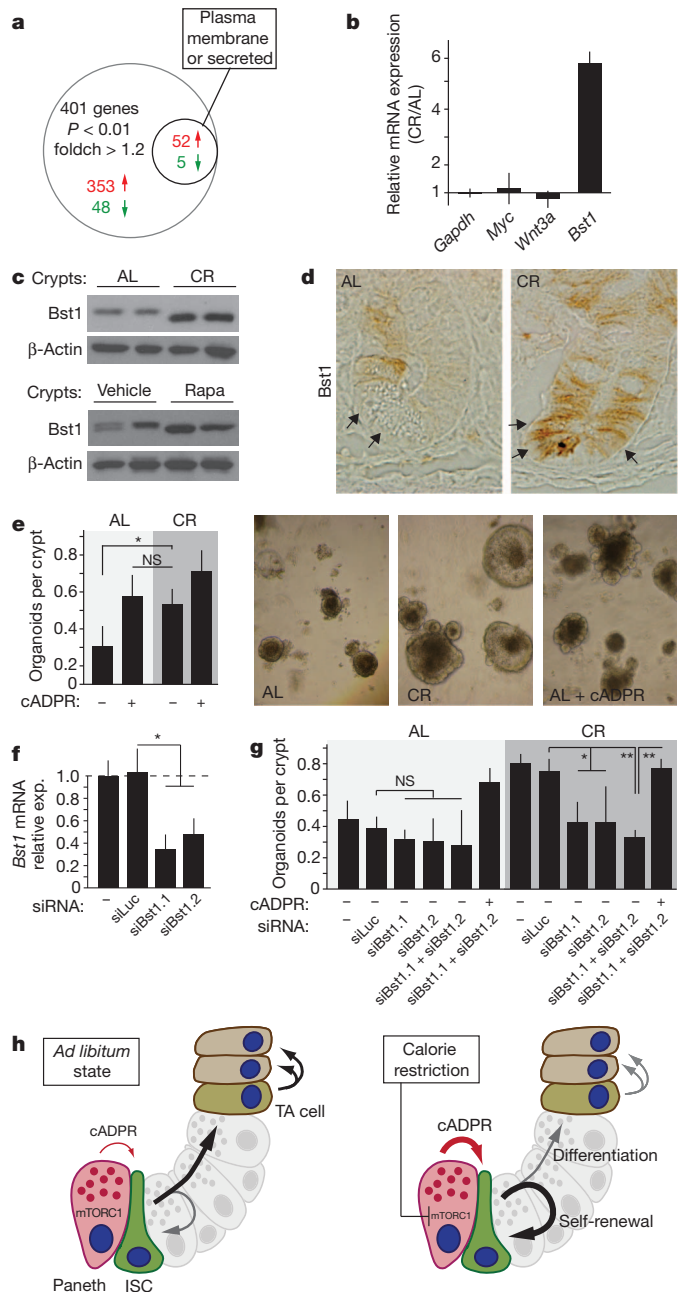 a
Plasma
membrane
or secreted
401 genes
P < 0.01
foldch > 1.2
52
5
353
48
b
Relative mRNA expression
(CR/AL)
6
4
2
1
Gapdh
Myc
Wnt3a
Bst1
c
Crypts: AL CR
Bst1
β-Actin
Crypts: Vehicle Rapa
Bst1
β-Actin
d
Bst1
AL
CR
e
AL CR
Organoids per crypt
0.8
0.6
0.4
0.2
0
*
NS
cADPR: – + – +
AL
CR
AL + cADPR
f
Bst1 mRNA
relative exp.
1.0
0.8
0.6
0.4
0.2
0
*
siRNA:
–
siLuc
siBst1.1
siBst1.2
g
AL CR
Organoids per crypt
0.8
0.6
0.4
0.2
0
NS
*
**
**
cADPR: – – – – – + – – – – – +
siRNA:
–
siLuc
siBst1.1
siBst1.2
siBst1.1 + siBst1.2
siBst1.1 + siBst1.2
–
siLuc
siBst1.1
siBst1.2
siBst1.1 + siBst1.2
siBst1.1 + siBst1.2
h
Ad libitum
state
TA cell
cADPR
mTORC1
Paneth
ISC
Calorie
restriction
cADPR
Differentiation
mTORC1
Self-renewal